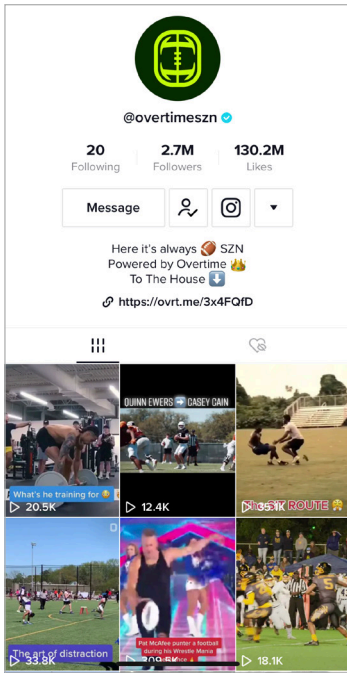 @overtimeszn
20 2.7M 130.2M
Following Followers Likes
Message
Here it's always 🏈 SZN
Powered by Overtime 👑
To The House ⬇️
https://ovrt.me/3x4FQfD
What's he training for
20.5K
QUINN EWERS ➡️ CASEY CAIN
12.4K
ROUTE
D
The art of distraction
33.8K
Pat McAfee punter a football
during his Wrestle Mania
309.5K
18.1K